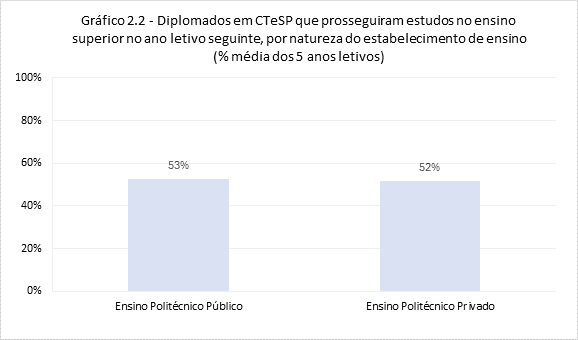 Gráfico 2.2 - Diplomados em CTeSP que prosseguiram estudos no ensino
superior no ano letivo seguinte, por natureza do estabelecimento de ensino
(% média dos 5 anos letivos)
100%
80%
60%
40%
20%
0%
53%
52%
Ensino Politécnico Público
Ensino Politécnico Privado